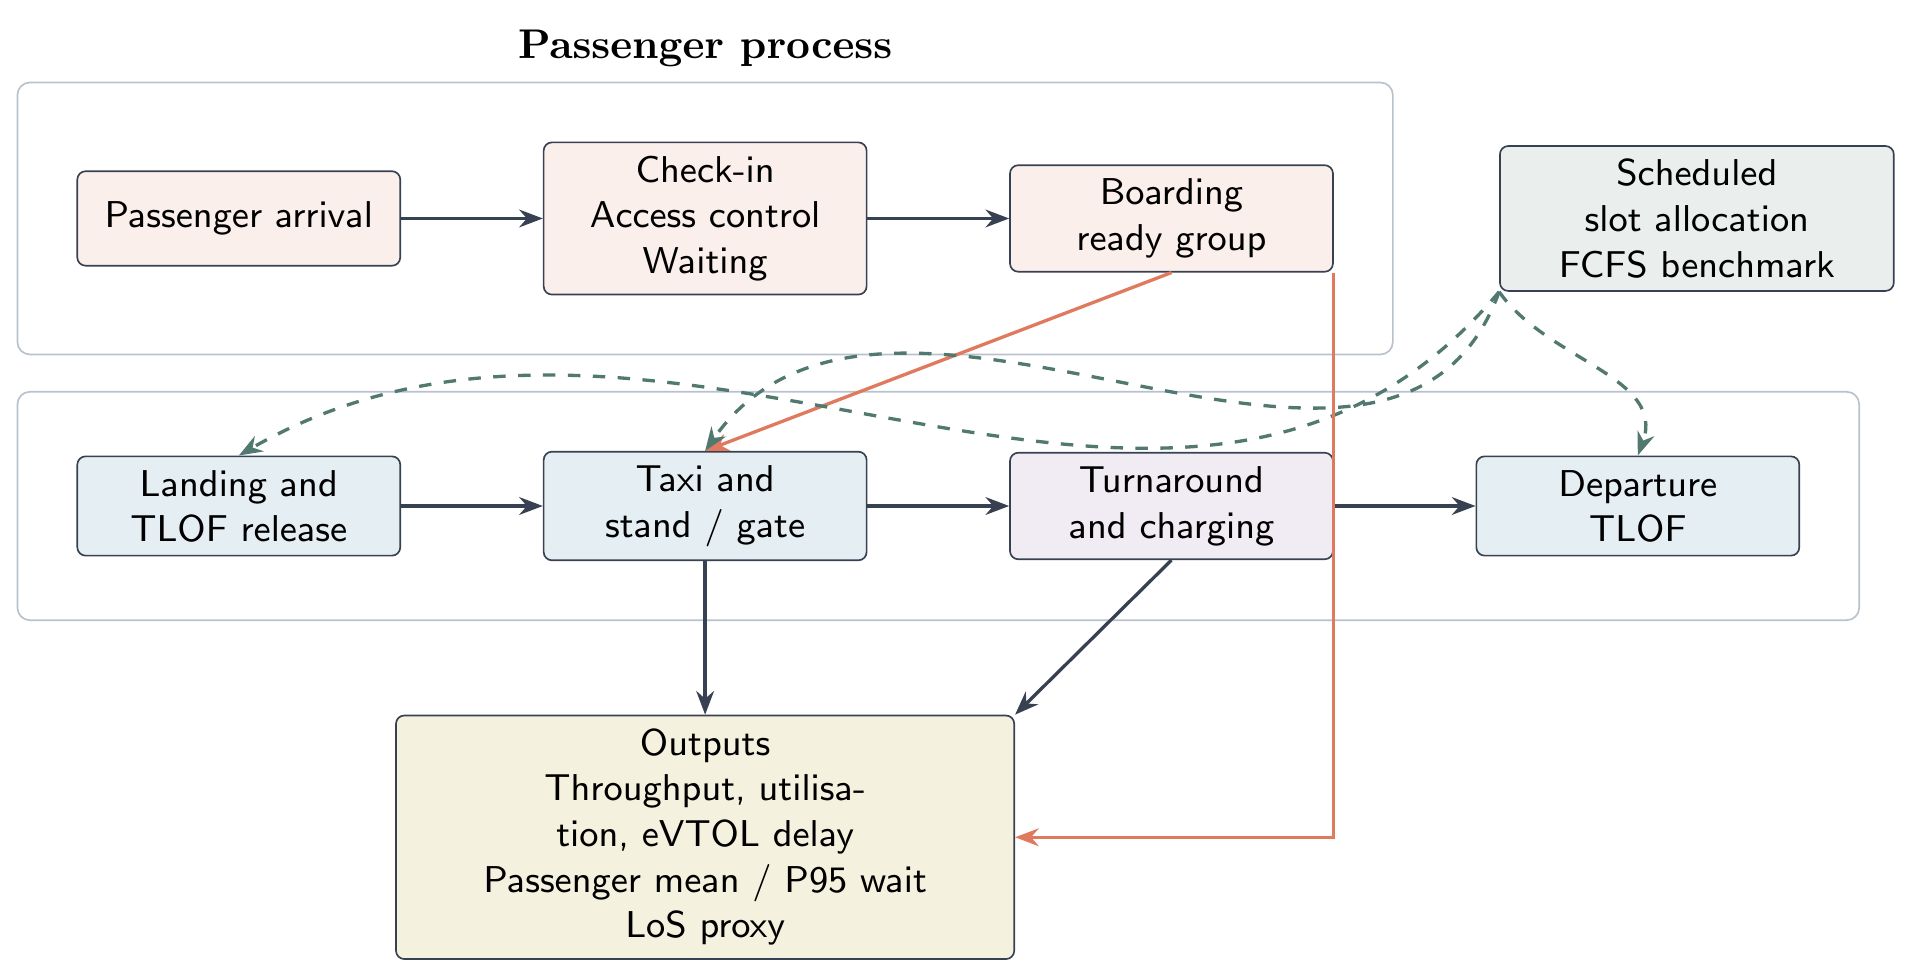 Passenger process
Passenger arrival
Check-in
Access control
Waiting
Boarding
ready group
Scheduled
slot allocation
FCFS benchmark
Landing and
TLOF release
Taxi and
stand / gate
Turnaround
and charging
Departure
TLOF
Outputs
Throughput, utilisa-
tion, eVTOL delay
Passenger mean / P95 wait
LoS proxy